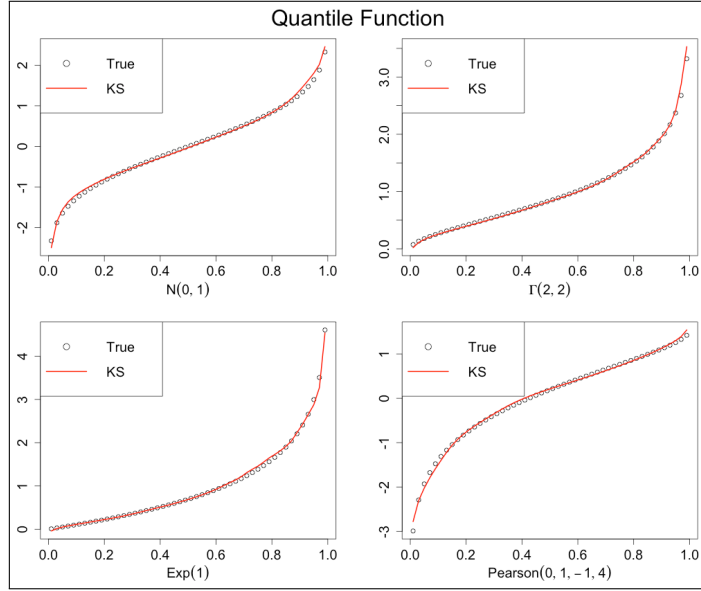 Quantile Function
True
KS
2
1
0
-1
-2
0.0 0.2 0.4 0.6 0.8 1.0
N(0, 1)
True
KS
3.0
2.0
1.0
0.0
0.0 0.2 0.4 0.6 0.8 1.0
Γ(2, 2)
True
KS
4
3
2
1
0
0.0 0.2 0.4 0.6 0.8 1.0
Exp(1)
True
KS
1
0
-1
-2
-3
0.0 0.2 0.4 0.6 0.8 1.0
Pearson(0, 1, −1, 4)